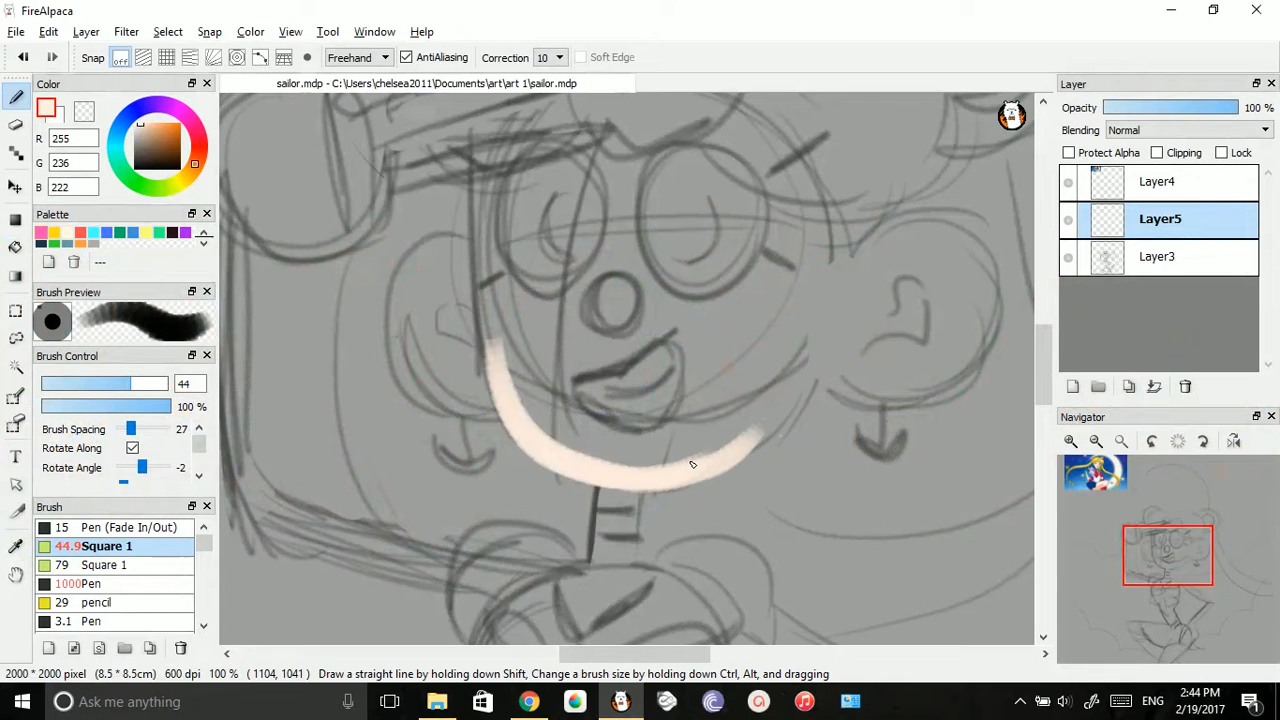 FireAlpaca
File Edit Layer Filter Select Snap Color View Tool Window Help
Snap off Freehand AntiAliasing Correction 10 Soft Edge
sailor.mdp - C:\Users\chelsea2011\Documents\art\art 1\sailor.mdp
Color
R 255
G 236
B 222
Palette
---
Brush Preview
Brush Control
44
100 %
Brush Spacing 27
Rotate Along
Rotate Angle -2
Brush
15 Pen (Fade In/Out)
44.9 Square 1
79 Square 1
1000 Pen
29 pencil
3.1 Pen
Layer
Opacity 100 %
Blending Normal
Protect Alpha Clipping Lock
Layer4
Layer5
Layer3
Navigator
2000 * 2000 pixel (8.5 * 8.5cm) 600 dpi 100 % (1104, 1041) Draw a straight line by holding down Shift, Change a brush size by holding down Ctrl, Alt, and dragging
Ask me anything
ENG
2:44 PM
2/19/2017